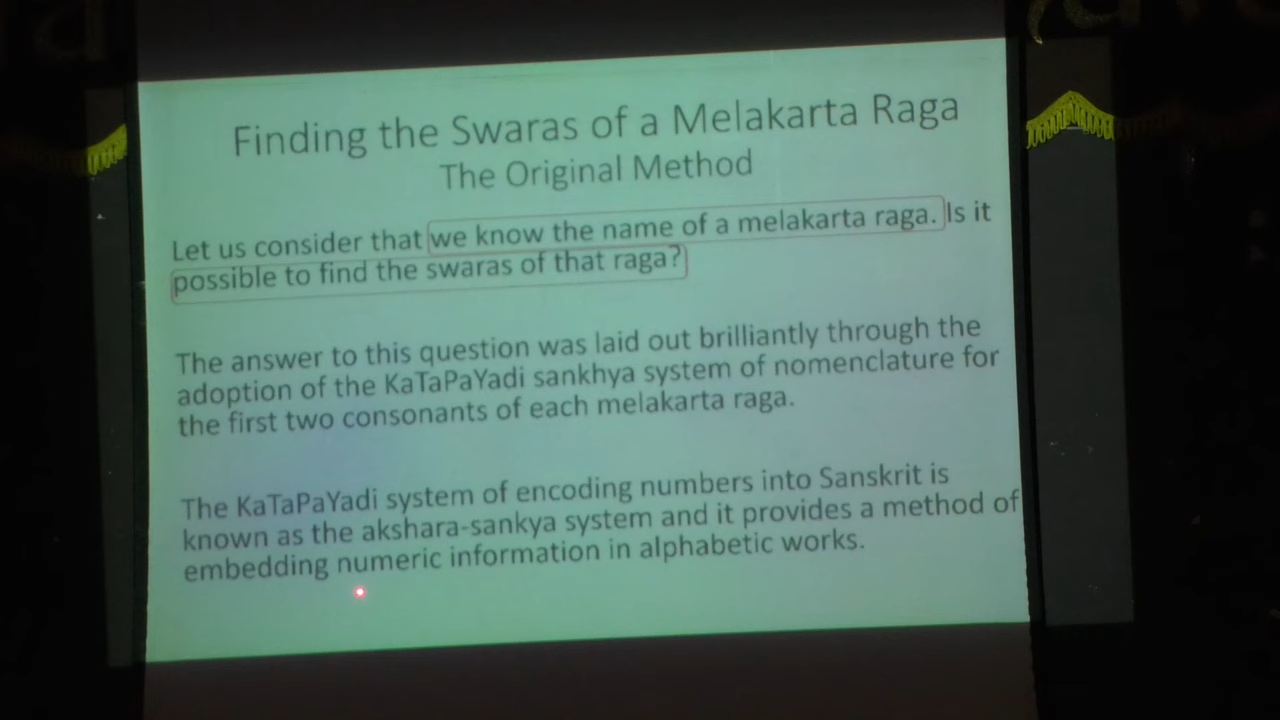 Finding the Swaras of a Melakarta Raga
The Original Method
Let us consider that we know the name of a melakarta raga. Is it
possible to find the swaras of that raga?
The answer to this question was laid out brilliantly through the
adoption of the KaTaPaYadi sankhya system of nomenclature for
the first two consonants of each melakarta raga.
The KaTaPaYadi system of encoding numbers into Sanskrit is
known as the akshara-sankya system and it provides a method of
embedding numeric information in alphabetic works.